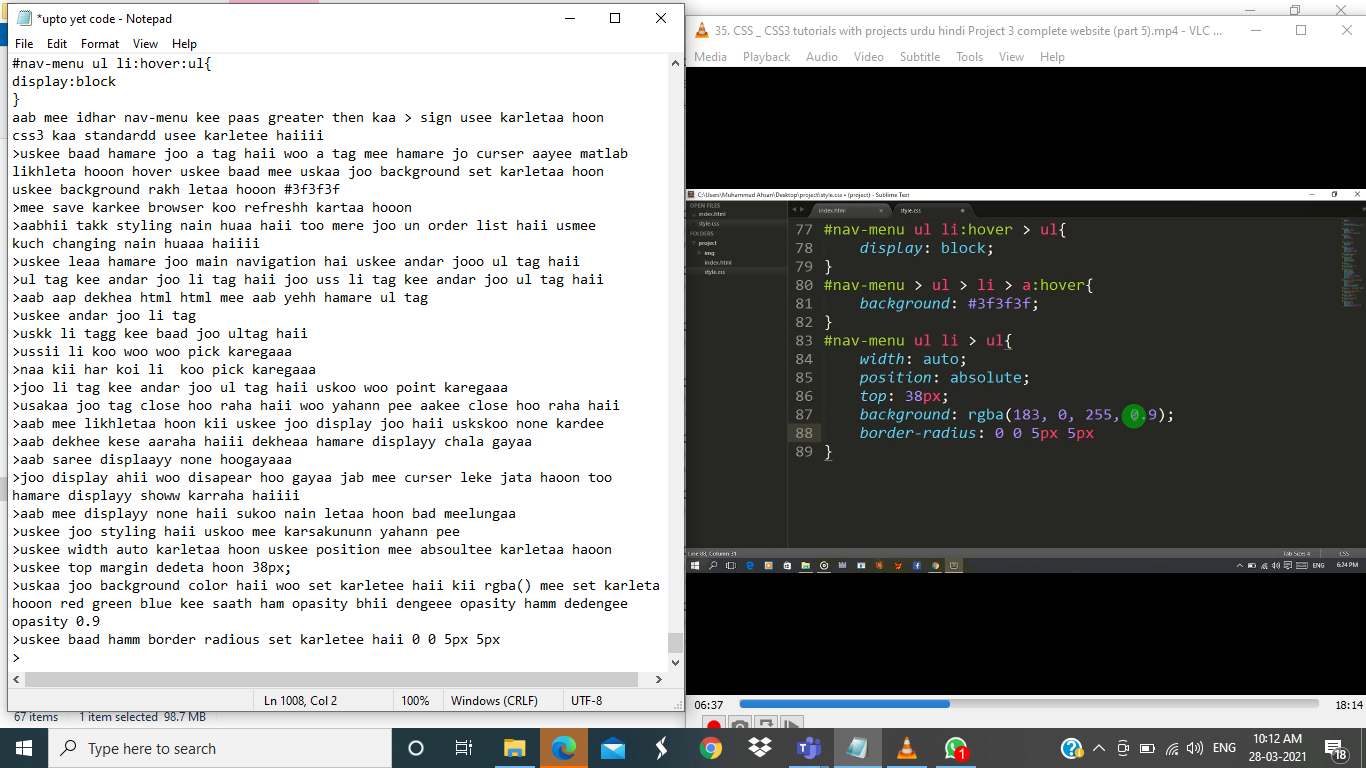 *upto yet code - Notepad
File Edit Format View Help
#nav-menu ul li:hover:ul{
display:block
}
aab mee idhar nav-menu kee paas greater then kaa > sign usee karletaa hoon
css3 kaa standardd usee karletee haiiii
>uskee baad hamare joo a tag haii woo a tag mee hamare jo curser aayee matlab
likhleta hooon hover uskee baad mee uskaa joo background set karletaa hoon
uskee background rakh letaa hooon #3f3f3f
>mee save karkee browser koo refreshh kartaa hooon
>aabhii takk styling nain huaa haii too mere joo un order list haii usmee
kuch changing nain huaaa haiiii
>uskee leaa hamare joo main navigation hai uskee andar jooo ul tag haii
>ul tag kee andar joo li tag haii joo uss li tag kee andar joo ul tag haii
>aab aap dekhea html html mee aab yehh hamare ul tag
>uskee andar joo li tag
>uskk li tagg kee baad joo ultag haii
>ussii li koo woo woo pick karegaaa
>naa kii har koi li  koo pick karegaaa
>joo li tag kee andar joo ul tag haii uskoo woo point karegaaa
>usakaa joo tag close hoo raha haii woo yahann pee aakee close hoo raha haii
>aab mee likhletaa hoon kii uskee joo display joo haii uskskoo none kardee
>aab dekhee kese aaraha haiii dekheaa hamare displayy chala gayaa
>aab saree displaayy none hoogayaaa
>joo display ahii woo disapear hoo gayaa jab mee curser leke jata haoon too
hamare displayy showw karraha haiiii
>aab mee displayy none haii sukoo nain letaa hoon bad meelungaa
>uskee joo styling haii uskoo mee karsakununn yahann pee
>uskee width auto karletaa hoon uskee position mee absoultee karletaa haoon
>uskee top margin dedeta hoon 38px;
>uskaa joo background color haii woo set karletee haii kii rgba() mee set karleta
hooon red green blue kee saath ham opasity bhii dengeee opasity hamm dedengee
opasity 0.9
>uskee baad hamm border radious set karletee haii 0 0 5px 5px
>
Ln 1008, Col 2 100% Windows (CRLF) UTF-8
67 items 1 item selected 98.7 MB
35. CSS _ CSS3 tutorials with projects urdu hindi Project 3 complete website (part 5).mp4 - VLC ...
Media Playback Audio Video Subtitle Tools View Help
C:\Users\Muhammad Ahsan\Desktop\project\style.css • (project) - Sublime Text
OPEN FILES
index.html
style.css
FOLDERS
project
img
index.html
style.css
index.html style.css
77 #nav-menu ul li:hover > ul{
78 display: block;
79 }
80 #nav-menu > ul > li > a:hover{
81 background: #3f3f3f;
82 }
83 #nav-menu ul li > ul{
84 width: auto;
85 position: absolute;
86 top: 38px;
87 background: rgba(183, 0, 255, 0.9);
88 border-radius: 0 0 5px 5px
89 }
Line 88, Column 31 Tab Size: 4 CSS
ENG 6:24 PM
06:37 18:14
Type here to search
1
ENG
10:12 AM
28-03-2021
18